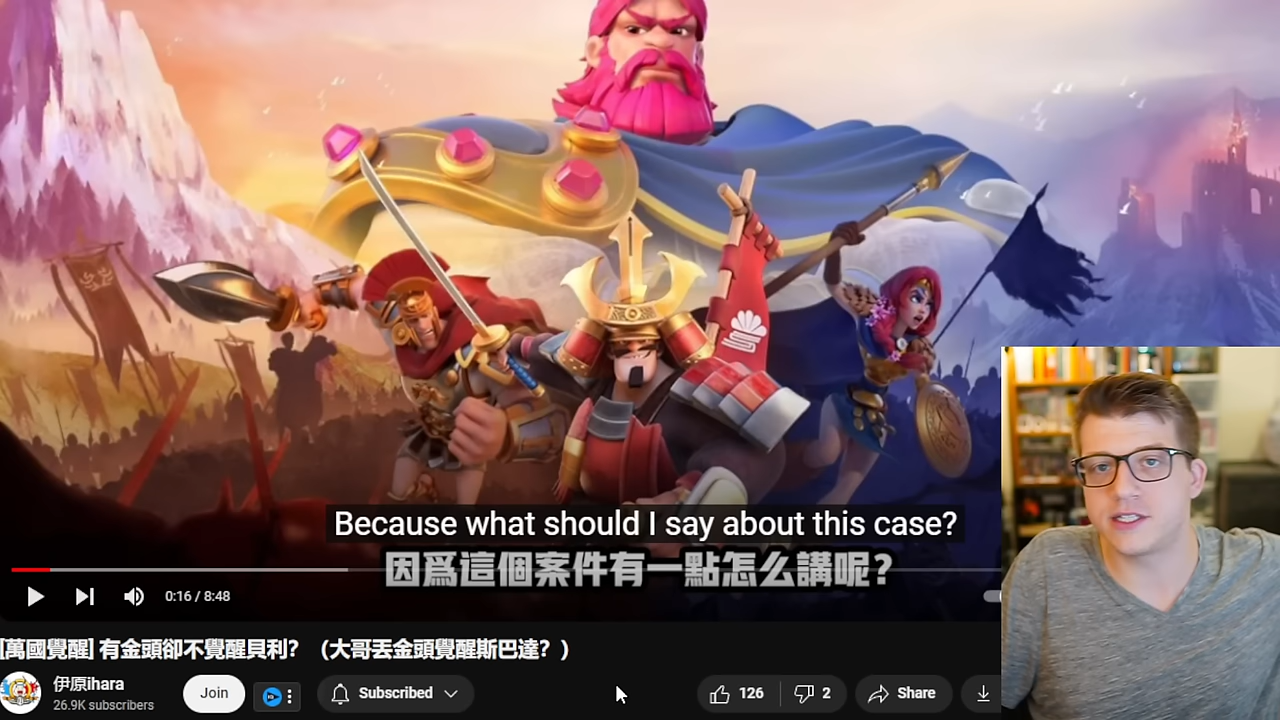 Because what should I say about this case?
因爲這個案件有一點怎么講呢？
0:16 / 8:48
[萬國覺醒] 有金頭卻不覺醒貝利？（大哥丟金頭覺醒斯巴達？）
伊原ihara
26.9K subscribers
Join
Subscribed
126
2
Share